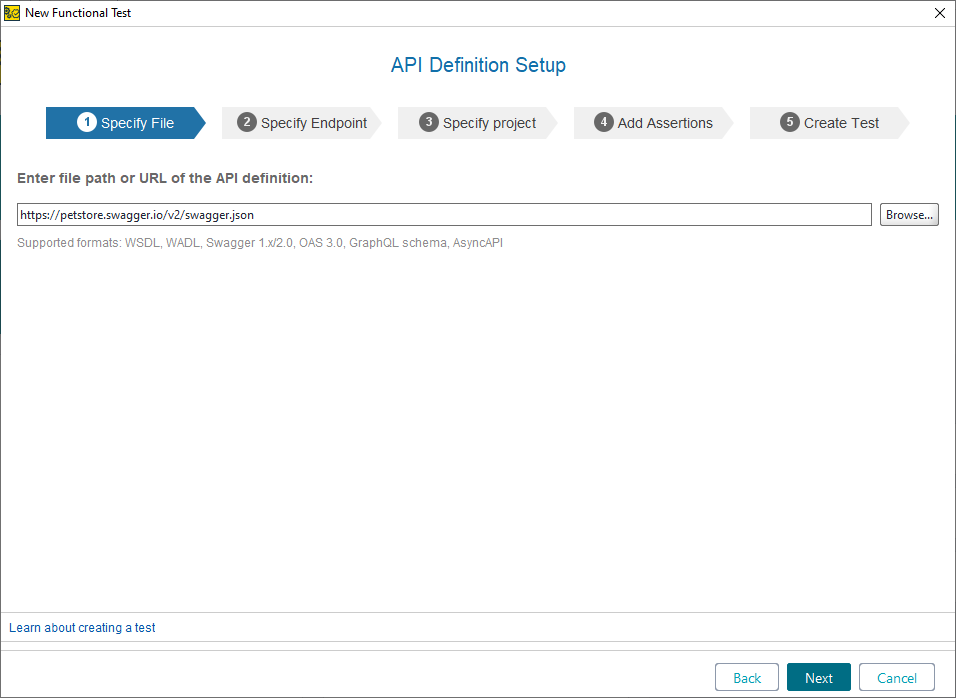 New Functional Test
API Definition Setup
1 Specify File
2 Specify Endpoint
3 Specify project
4 Add Assertions
5 Create Test
Enter file path or URL of the API definition:
https://petstore.swagger.io/v2/swagger.json
Browse...
Supported formats: WSDL, WADL, Swagger 1.x/2.0, OAS 3.0, GraphQL schema, AsyncAPI
Learn about creating a test
Back
Next
Cancel